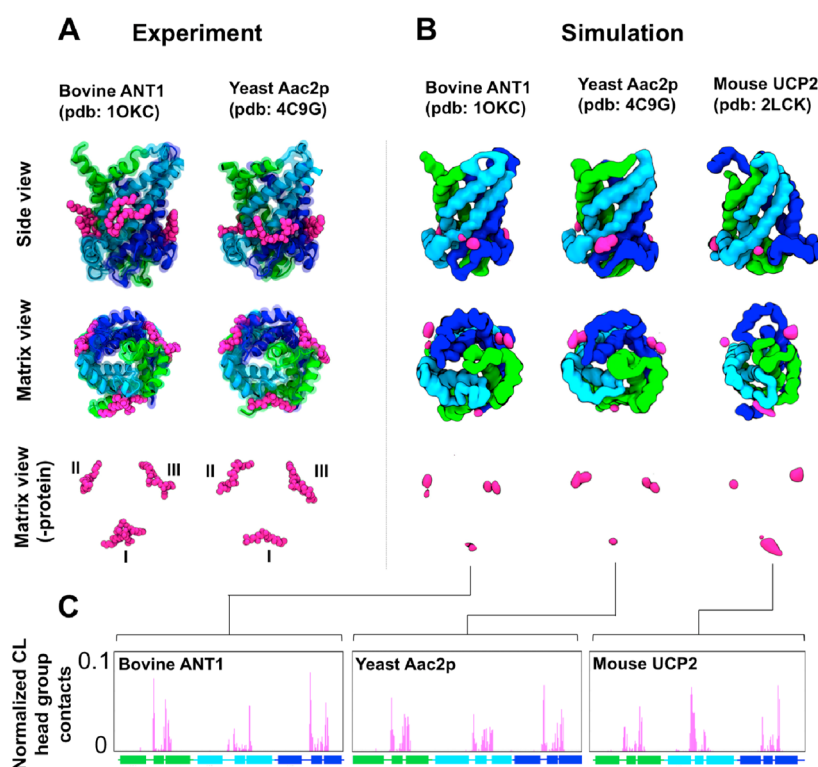 A Experiment
B Simulation
Bovine ANT1
(pdb: 1OKC)
Yeast Aac2p
(pdb: 4C9G)
Bovine ANT1
(pdb: 1OKC)
Yeast Aac2p
(pdb: 4C9G)
Mouse UCP2
(pdb: 2LCK)
Side view
Matrix view
Matrix view
(-protein)
II
III
I
II
III
I
C
Normalized CL
head group
contacts
0.1
0
Bovine ANT1
Yeast Aac2p
Mouse UCP2